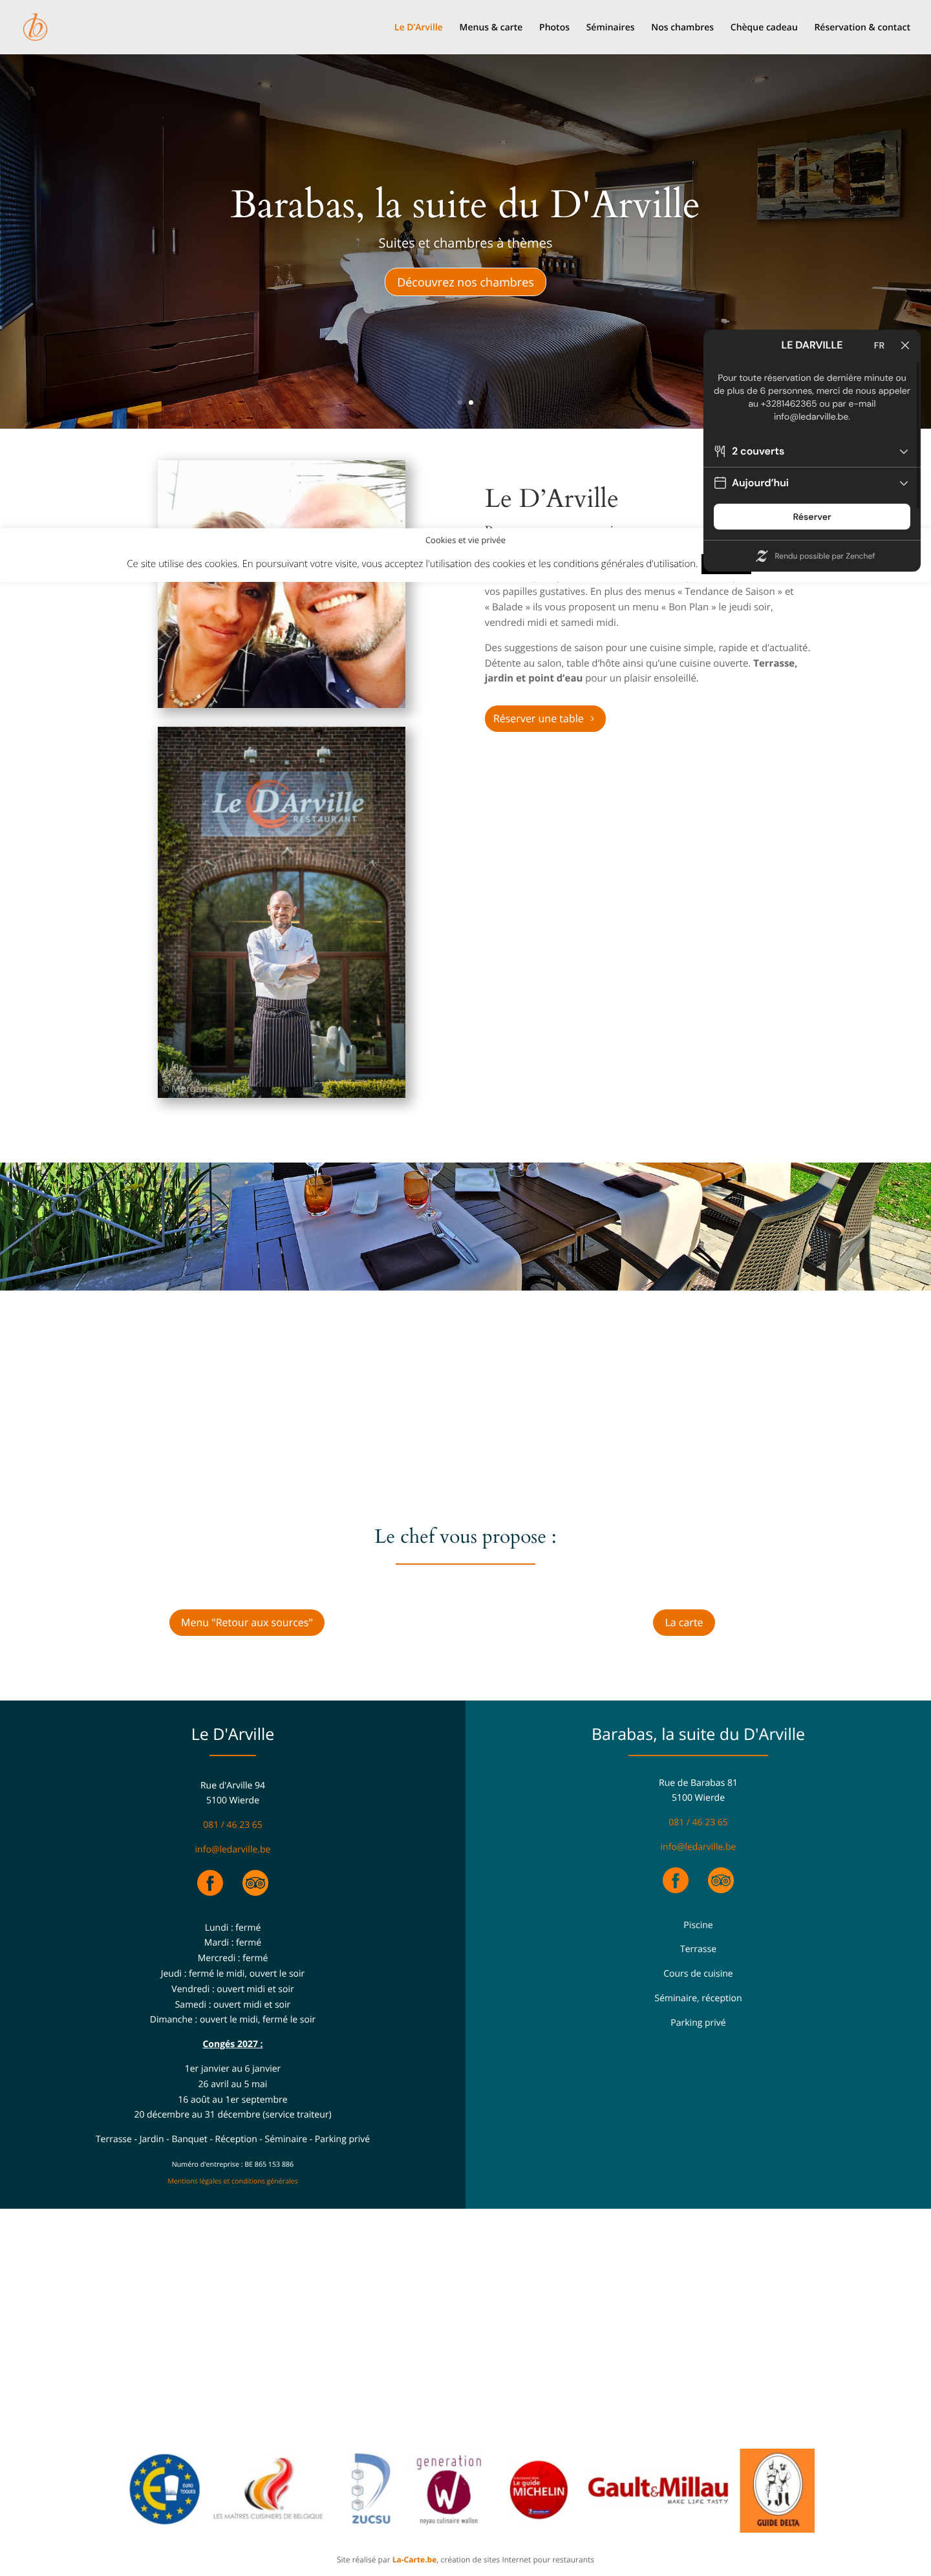 Le D'Arville
Menus & carte
Photos
Séminaires
Nos chambres
Chèque cadeau
Réservation & contact
Barabas, la suite du D'Arville
Suites et chambres à thèmes
Découvrez nos chambres
LE DARVILLE
FR
Pour toute réservation de dernière minute ou
de plus de 6 personnes, merci de nous appeler
au +3281462365 ou par e-mail
info@ledarville.be.
2 couverts
Aujourd'hui
Réserver
Rendu possible par Zenchef
Le D’Arville
Cookies et vie privée
Ce site utilise des cookies. En poursuivant votre visite, vous acceptez l'utilisation des cookies et les conditions générales d'utilisation.
vos papilles gustatives. En plus des menus « Tendance de Saison » et
« Balade » ils vous proposent un menu « Bon Plan » le jeudi soir,
vendredi midi et samedi midi.
Des suggestions de saison pour une cuisine simple, rapide et d’actualité.
Détente au salon, table d’hôte ainsi qu’une cuisine ouverte. Terrasse,
jardin et point d’eau pour un plaisir ensoleillé.
Réserver une table
Le D'Arville
RESTAURANT
Le chef vous propose :
Menu "Retour aux sources"
La carte
Le D'Arville
Rue d'Arville 94
5100 Wierde
081 / 46 23 65
info@ledarville.be
Lundi : fermé
Mardi : fermé
Mercredi : fermé
Jeudi : fermé le midi, ouvert le soir
Vendredi : ouvert midi et soir
Samedi : ouvert midi et soir
Dimanche : ouvert le midi, fermé le soir
Congés 2027 :
1er janvier au 6 janvier
26 avril au 5 mai
16 août au 1er septembre
20 décembre au 31 décembre (service traiteur)
Terrasse - Jardin - Banquet - Réception - Séminaire - Parking privé
Numéro d'entreprise : BE 865 153 886
Mentions légales et conditions générales
Barabas, la suite du D'Arville
Rue de Barabas 81
5100 Wierde
081 / 46 23 65
info@ledarville.be
Piscine
Terrasse
Cours de cuisine
Séminaire, réception
Parking privé
EURO
TOQUES
LES MAÎTRES CUISINIERS DE BELGIQUE
ZUCSU
generation
W
noyau culinaire wallon
Le guide
MICHELIN
Gault&Millau
MAKE LIFE TASTY
GUIDE DELTA
Site réalisé par La-Carte.be, création de sites Internet pour restaurants